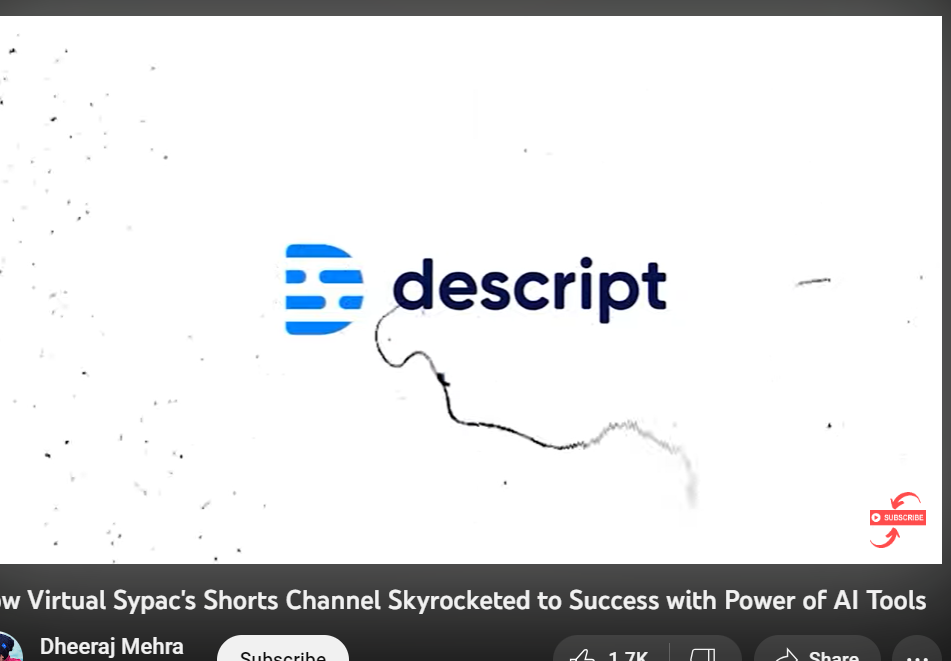 descript
SUBSCRIBE
Virtual Sypac's Shorts Channel Skyrocketed to Success with Power of AI Tools
Dheeraj Mehra
Subscribe
1.7K
Share